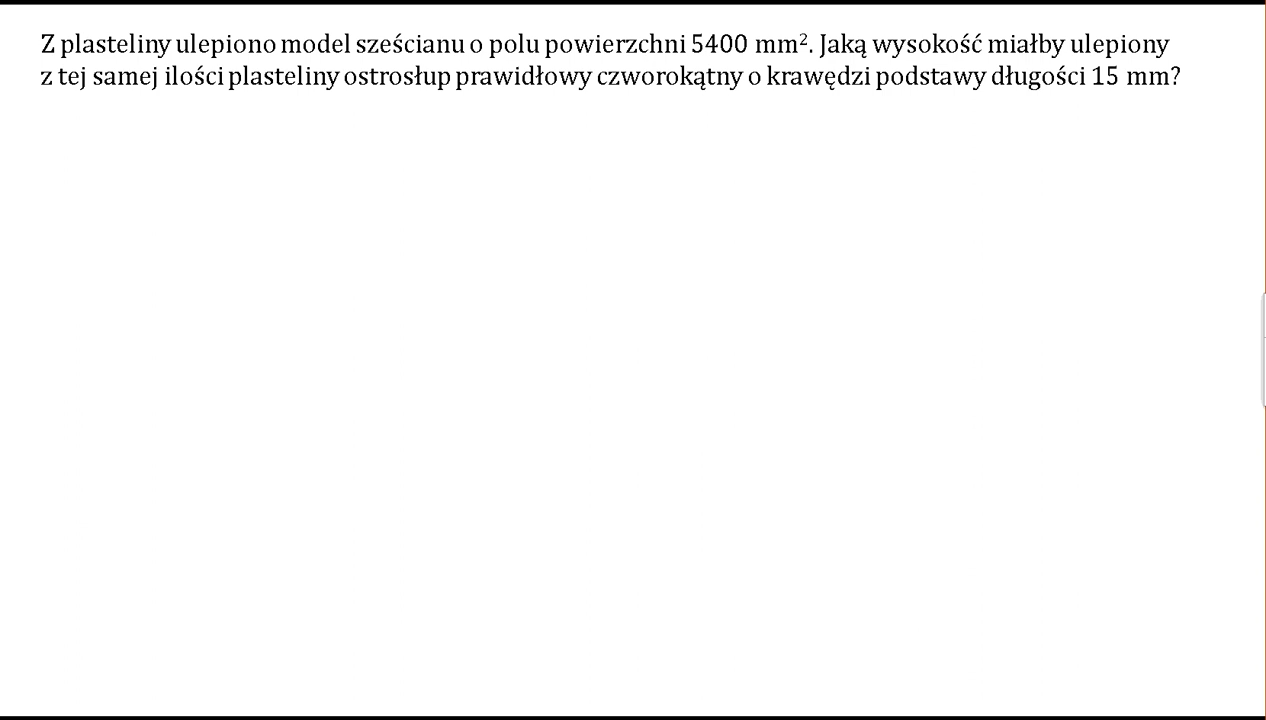 Z plasteliny ulepiono model sześcianu o polu powierzchni 5400 mm². Jaką wysokość miałby ulepiony
z tej samej ilości plasteliny ostrosłup prawidłowy czworokątny o krawędzi podstawy długości 15 mm?